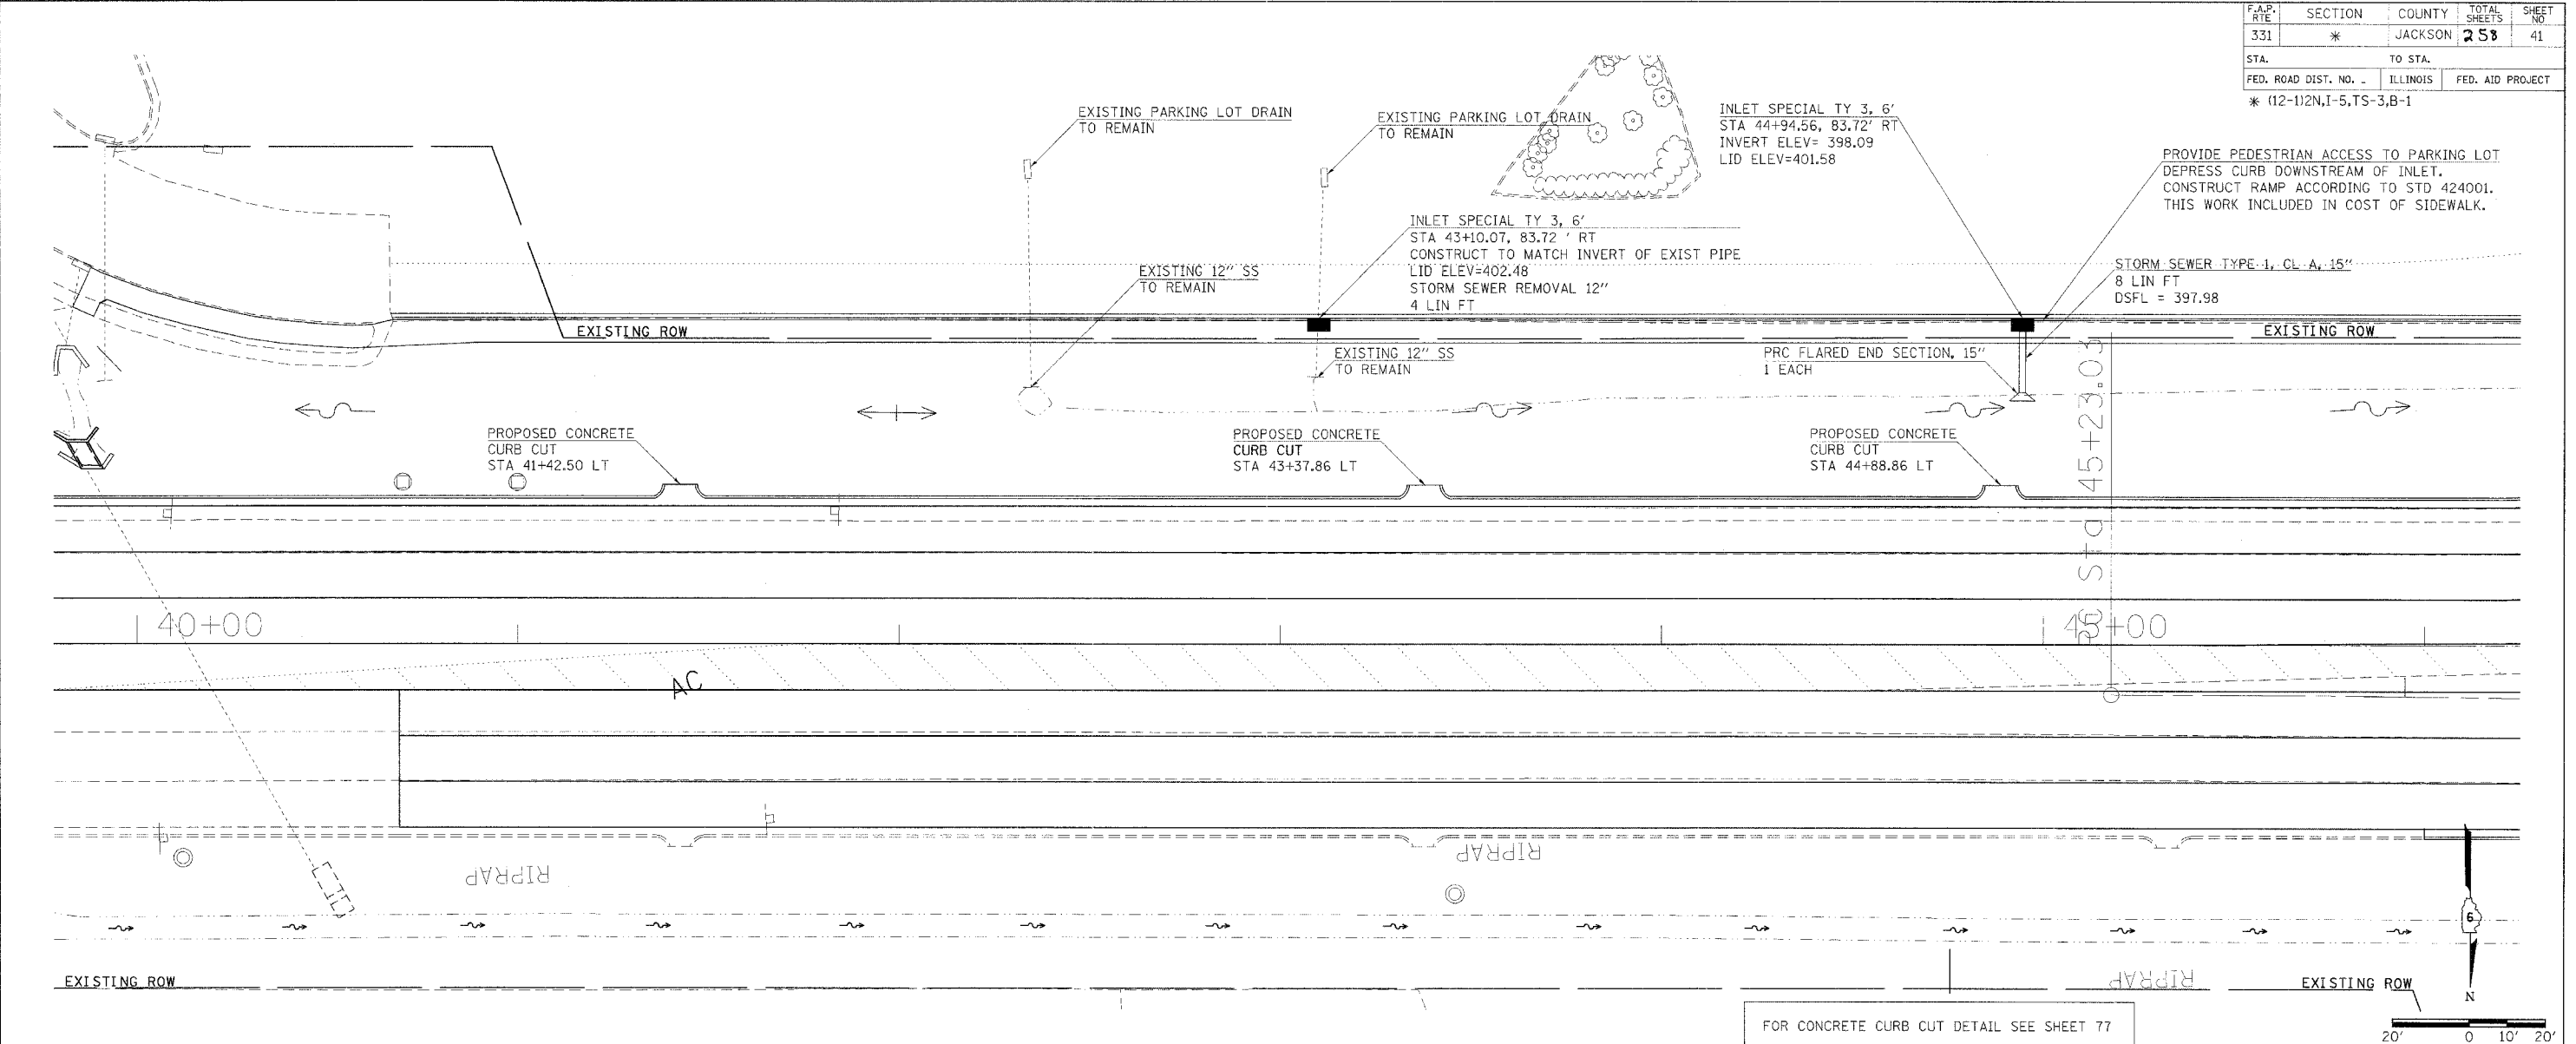 F.A.P. RTE SECTION COUNTY TOTAL SHEETS SHEET NO
331 * JACKSON 258 41
STA. TO STA.
FED. ROAD DIST. NO. _ ILLINOIS FED. AID PROJECT
* (12-1)2N,I-5,TS-3,B-1
EXISTING PARKING LOT DRAIN
TO REMAIN
EXISTING PARKING LOT DRAIN
TO REMAIN
INLET SPECIAL TY 3, 6'
STA 44+94.56, 83.72' RT
INVERT ELEV= 398.09
LID ELEV=401.58
PROVIDE PEDESTRIAN ACCESS TO PARKING LOT
DEPRESS CURB DOWNSTREAM OF INLET.
CONSTRUCT RAMP ACCORDING TO STD 424001.
THIS WORK INCLUDED IN COST OF SIDEWALK.
INLET SPECIAL TY 3, 6'
STA 43+10.07, 83.72 ' RT
CONSTRUCT TO MATCH INVERT OF EXIST PIPE
LID ELEV=402.48
STORM SEWER REMOVAL 12"
4 LIN FT
EXISTING 12" SS
TO REMAIN
STORM SEWER TYPE 1, CL A, 15"
8 LIN FT
DSFL = 397.98
EXISTING ROW
EXISTING ROW
EXISTING 12" SS
TO REMAIN
PRC FLARED END SECTION, 15"
1 EACH
PROPOSED CONCRETE
CURB CUT
STA 41+42.50 LT
PROPOSED CONCRETE
CURB CUT
STA 43+37.86 LT
PROPOSED CONCRETE
CURB CUT
STA 44+88.86 LT
PC Sta 45+23.03
40+00
45+00
AC
RIPRAP
RIPRAP
RIPRAP
EXISTING ROW
EXISTING ROW
6
N
FOR CONCRETE CURB CUT DETAIL SEE SHEET 77
20' 0 10' 20'